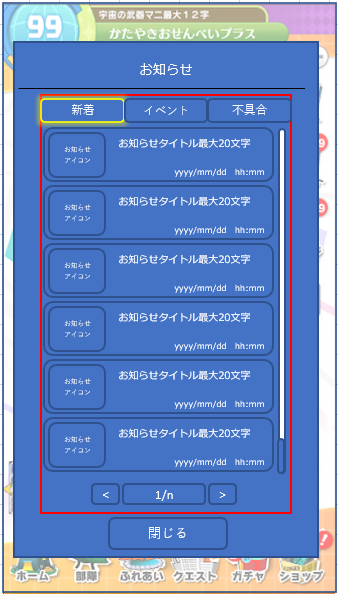 宇宙の武器マニ最大12字
99
かたやきおせんべいプラス
お知らせ
新着
イベント
不具合
お知らせ
アイコン
お知らせタイトル最大20文字
yyyy/mm/dd hh:mm
お知らせ
アイコン
お知らせタイトル最大20文字
yyyy/mm/dd hh:mm
お知らせ
アイコン
お知らせタイトル最大20文字
yyyy/mm/dd hh:mm
お知らせ
アイコン
お知らせタイトル最大20文字
yyyy/mm/dd hh:mm
お知らせ
アイコン
お知らせタイトル最大20文字
yyyy/mm/dd hh:mm
お知らせ
アイコン
お知らせタイトル最大20文字
yyyy/mm/dd hh:mm
<
1/n
>
閉じる
ホーム
部隊
ふれあい
クエスト
ガチャ
ショップ